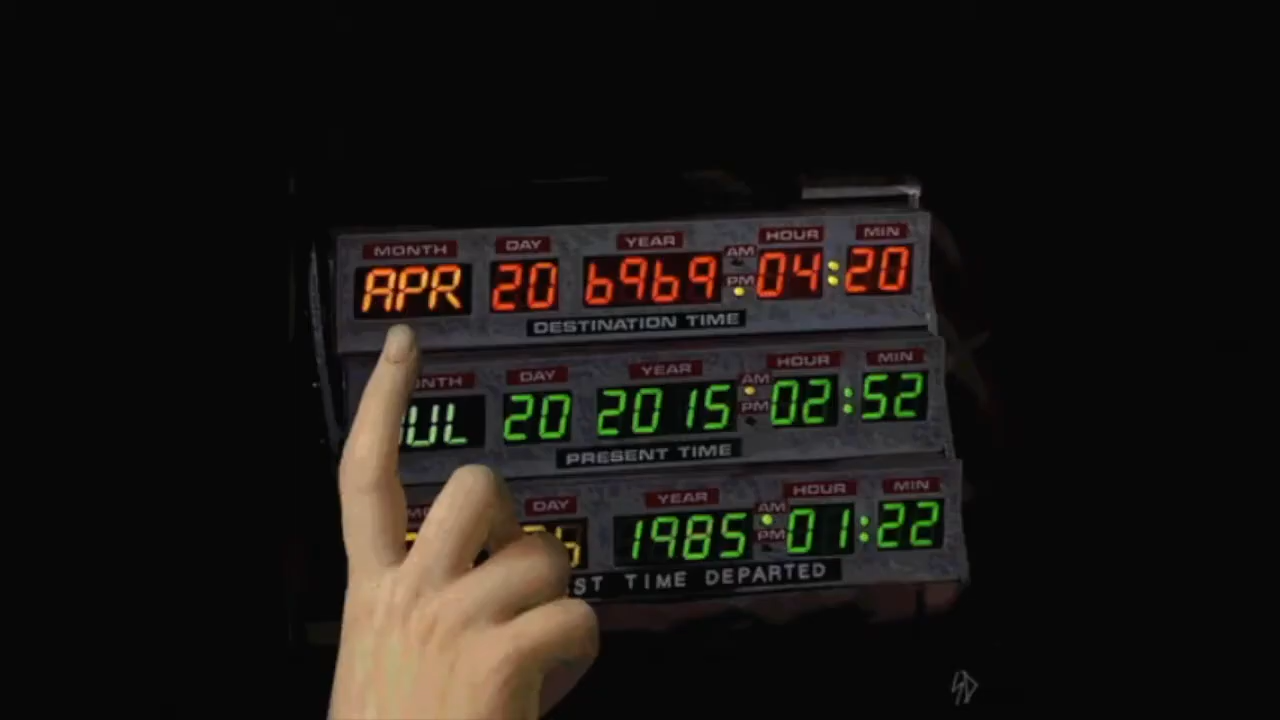 MONTH DAY YEAR HOUR MIN
AM
APR 20 6969 04:20
PM
DESTINATION TIME
NTH DAY YEAR HOUR MIN
AM
UL 20 2015 02:52
PM
PRESENT TIME
DAY YEAR HOUR MIN
AM
1985 01:22
PM
ST TIME DEPARTED